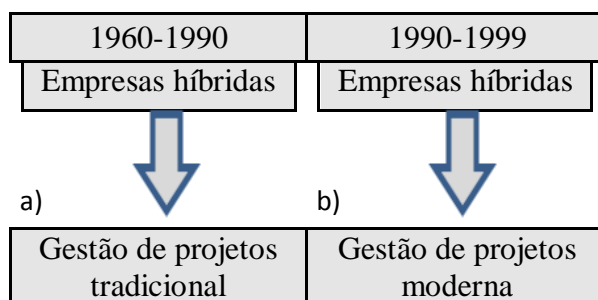 1960-1990
1990-1999
Empresas híbridas
Empresas híbridas
a)
b)
Gestão de projetos
tradicional
Gestão de projetos
moderna